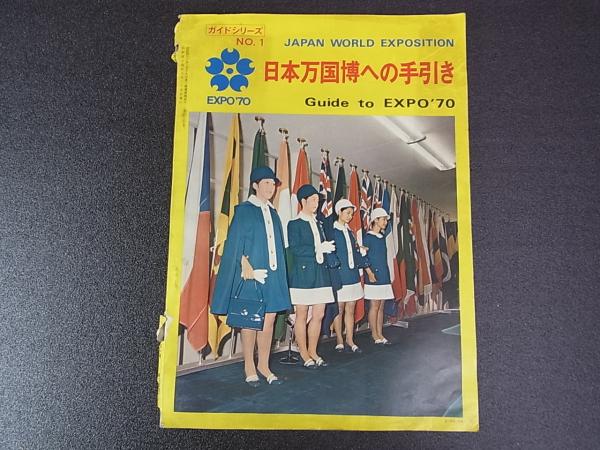 ガイドシリーズ
NO. 1
JAPAN WORLD EXPOSITION
日本万国博への手引き
EXPO'70
Guide to EXPO'70